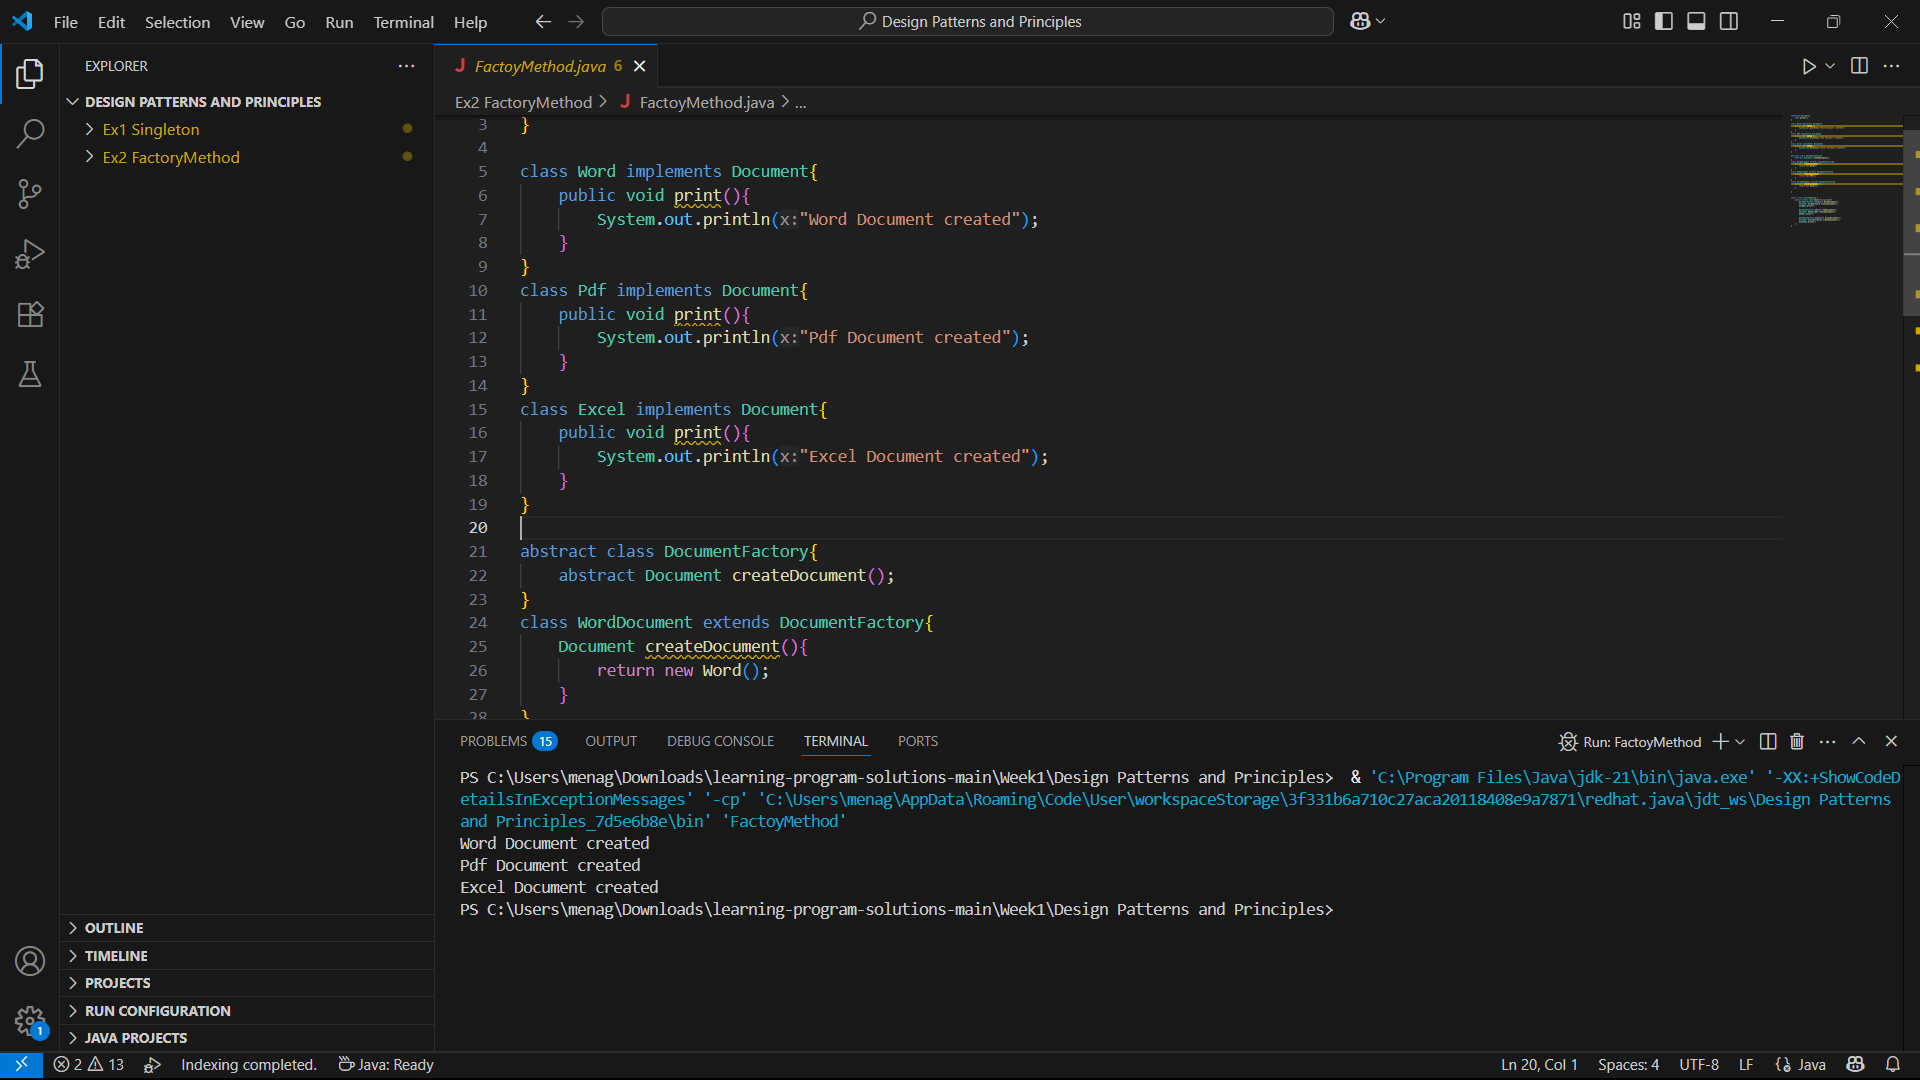 File Edit Selection View Go Run Terminal Help
Design Patterns and Principles
EXPLORER
DESIGN PATTERNS AND PRINCIPLES
Ex1 Singleton
Ex2 FactoryMethod
OUTLINE
TIMELINE
PROJECTS
RUN CONFIGURATION
JAVA PROJECTS
1
J FactoyMethod.java 6
Ex2 FactoryMethod > J FactoyMethod.java > ...
3 }
4
5 class Word implements Document{
6 public void print(){
7 System.out.println(x:"Word Document created");
8 }
9 }
10 class Pdf implements Document{
11 public void print(){
12 System.out.println(x:"Pdf Document created");
13 }
14 }
15 class Excel implements Document{
16 public void print(){
17 System.out.println(x:"Excel Document created");
18 }
19 }
20
21 abstract class DocumentFactory{
22 abstract Document createDocument();
23 }
24 class WordDocument extends DocumentFactory{
25 Document createDocument(){
26 return new Word();
27 }
28 }
PROBLEMS 15 OUTPUT DEBUG CONSOLE TERMINAL PORTS
Run: FactoyMethod
PS C:\Users\menag\Downloads\learning-program-solutions-main\Week1\Design Patterns and Principles> & 'C:\Program Files\Java\jdk-21\bin\java.exe' '-XX:+ShowCodeD
etailsInExceptionMessages' '-cp' 'C:\Users\menag\AppData\Roaming\Code\User\workspaceStorage\3f331b6a710c27aca20118408e9a7871\redhat.java\jdt_ws\Design Patterns
and Principles_7d5e6b8e\bin' 'FactoyMethod'
Word Document created
Pdf Document created
Excel Document created
PS C:\Users\menag\Downloads\learning-program-solutions-main\Week1\Design Patterns and Principles>
2 13 Indexing completed. Java: Ready
Ln 20, Col 1 Spaces: 4 UTF-8 LF Java